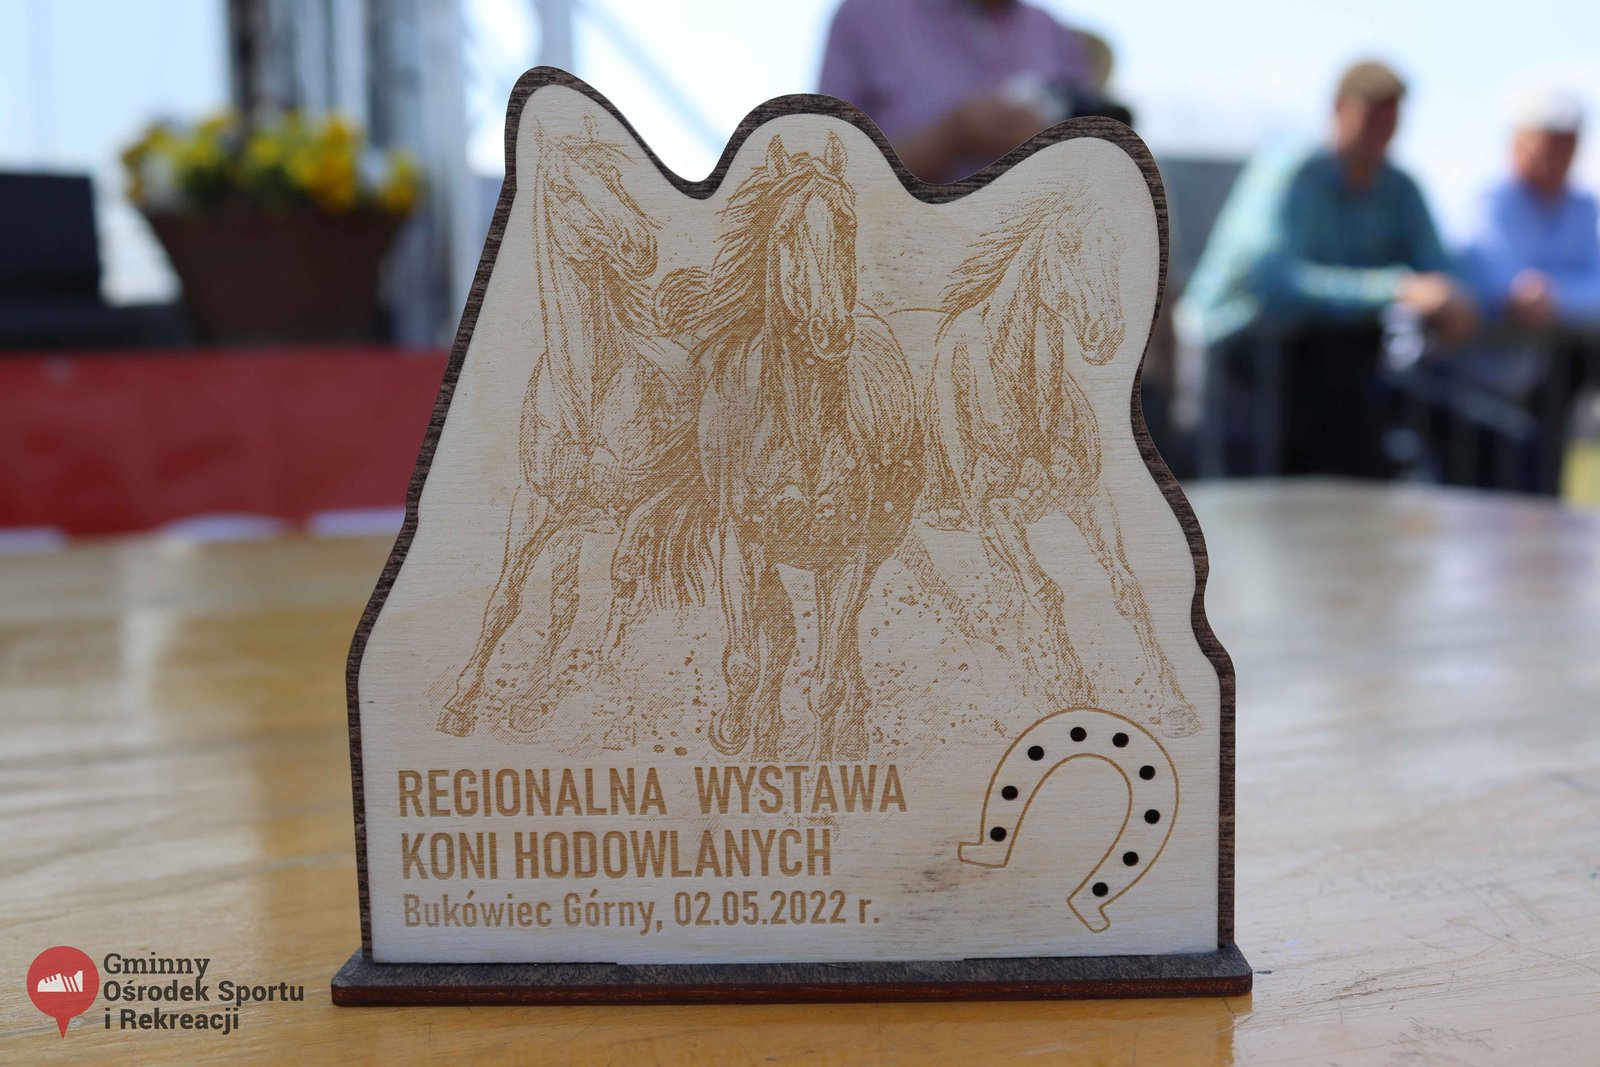 REGIONALNA WYSTAWA
KONI HODOWLANYCH
Bukówiec Górny, 02.05.2022 r.
Gminny
Ośrodek Sportu
i Rekreacji